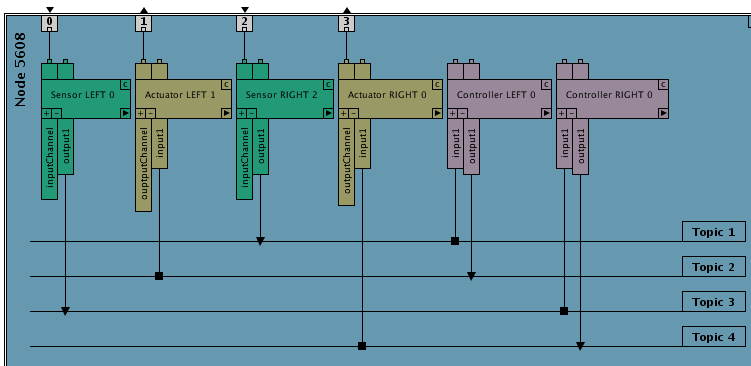 0
1
2
3
Node 5608
C
Sensor LEFT 0
+ −
inputChannel
output1
C
Actuator LEFT 1
+ −
ouptputChannel
input1
C
Sensor RIGHT 2
+ −
inputChannel
output1
C
Actuator RIGHT 0
+ −
outputChannel
input1
C
Controller LEFT 0
+ −
input1
output1
C
Controller RIGHT 0
+ −
input1
output1
Topic 1
Topic 2
Topic 3
Topic 4